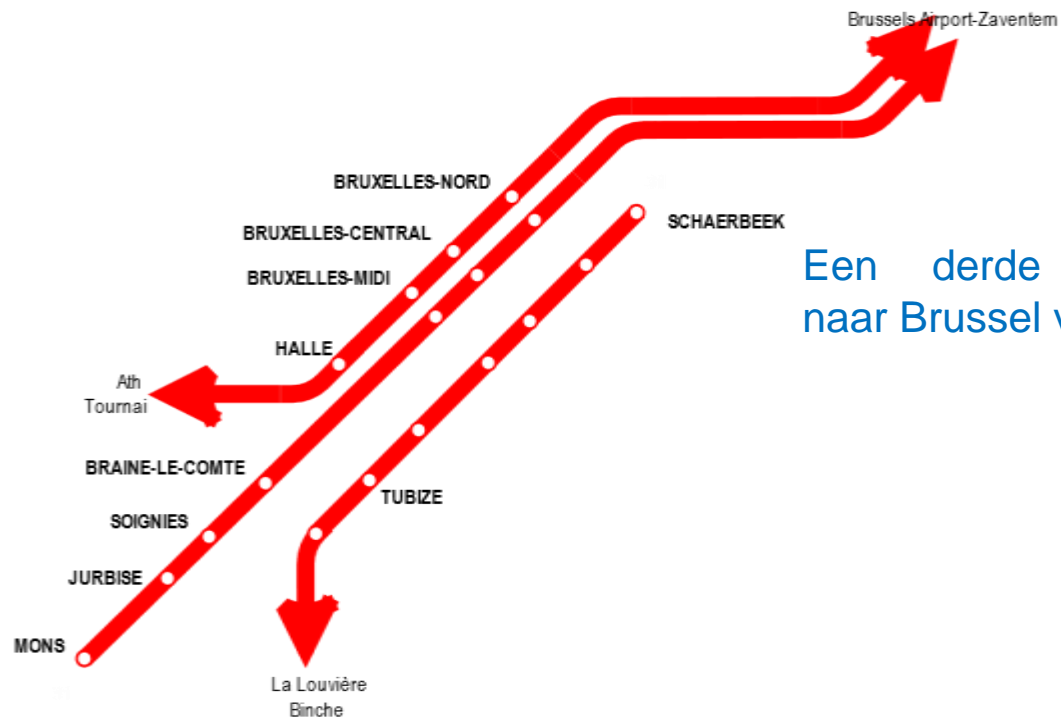 Brussels Airport-Zaventem
BRUXELLES-NORD
SCHAERBEEK
BRUXELLES-CENTRAL
BRUXELLES-MIDI
Een derde
naar Brussel v
HALLE
Ath
Tournai
BRAINE-LE-COMTE
TUBIZE
SOIGNIES
JURBISE
MONS
La Louvière
Binche